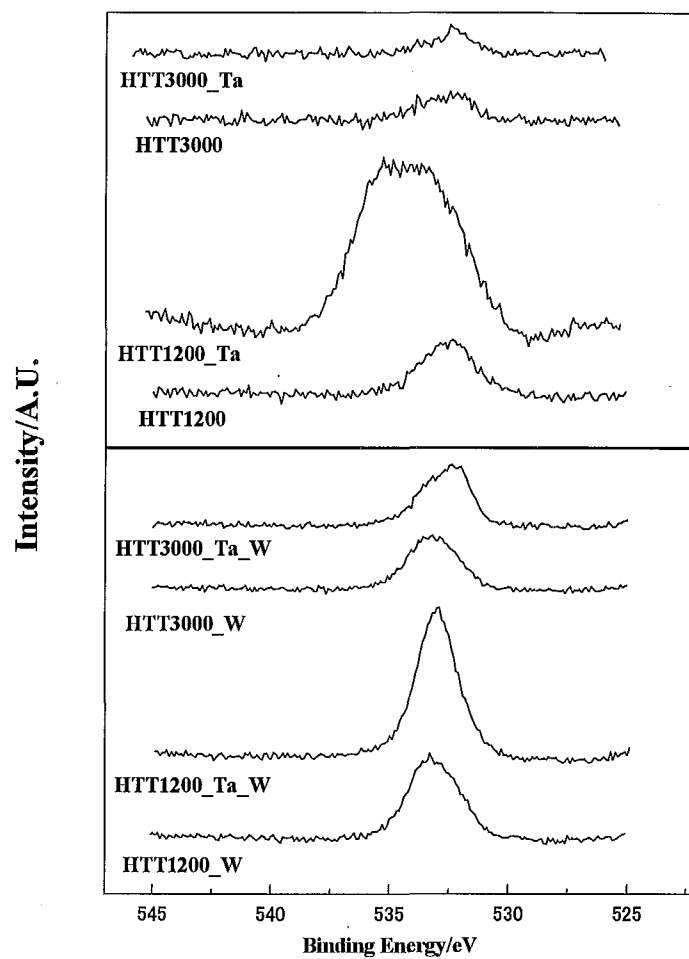 HTT3000_Ta
HTT3000
HTT1200_Ta
HTT1200
Intensity/A.U.
HTT3000_Ta_W
HTT3000_W
HTT1200_Ta_W
HTT1200_W
545 540 535 530 525
Binding Energy/eV